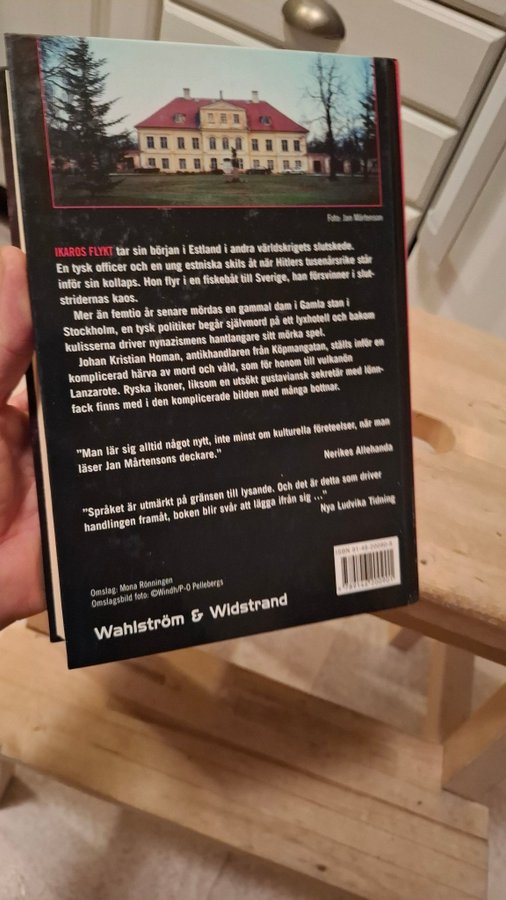 Foto: Jan Mårtenson
IKAROS FLYKT tar sin början i Estland i andra världskrigets slutskede.
En tysk officer och en ung estniska skils åt när Hitlers tusenårsrike står
inför sin kollaps. Hon flyr i en fiskebåt till Sverige, han försvinner i slut-
stridernas kaos.
Mer än femtio år senare mördas en gammal dam i Gamla stan i
Stockholm, en tysk politiker begår självmord på ett lyxhotell och bakom
kulisserna driver nynazismens hantlangare sitt mörka spel.
Johan Kristian Homan, antikhandlaren från Köpmangatan, ställs inför en
komplicerad härva av mord och våld, som för honom till vulkanön
Lanzarote. Ryska ikoner, liksom en utsökt gustaviansk sekretär med lönn-
fack finns med i den komplicerade bilden med många bottnar.
"Man lär sig alltid något nytt, inte minst om kulturella företeelser, när man
läser Jan Mårtensons deckare."
Nerikes Allehanda
"Språket är utmärkt på gränsen till lysande. Och det är detta som driver
handlingen framåt, boken blir svår att lägga ifrån sig ..."
Nya Ludvika Tidning
Omslag: Mona Rönningen
Omslagsbild foto: ©Windh/P-O Pellebergs
Wahlström & Widstrand